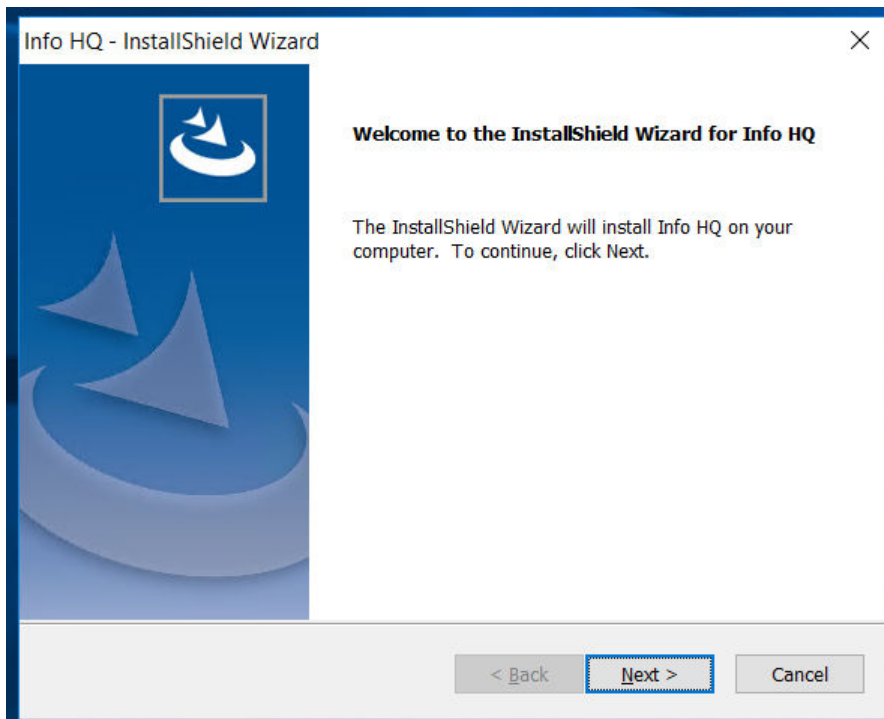 Info HQ - InstallShield Wizard
Welcome to the InstallShield Wizard for Info HQ
The InstallShield Wizard will install Info HQ on your
computer.  To continue, click Next.
< Back
Next >
Cancel